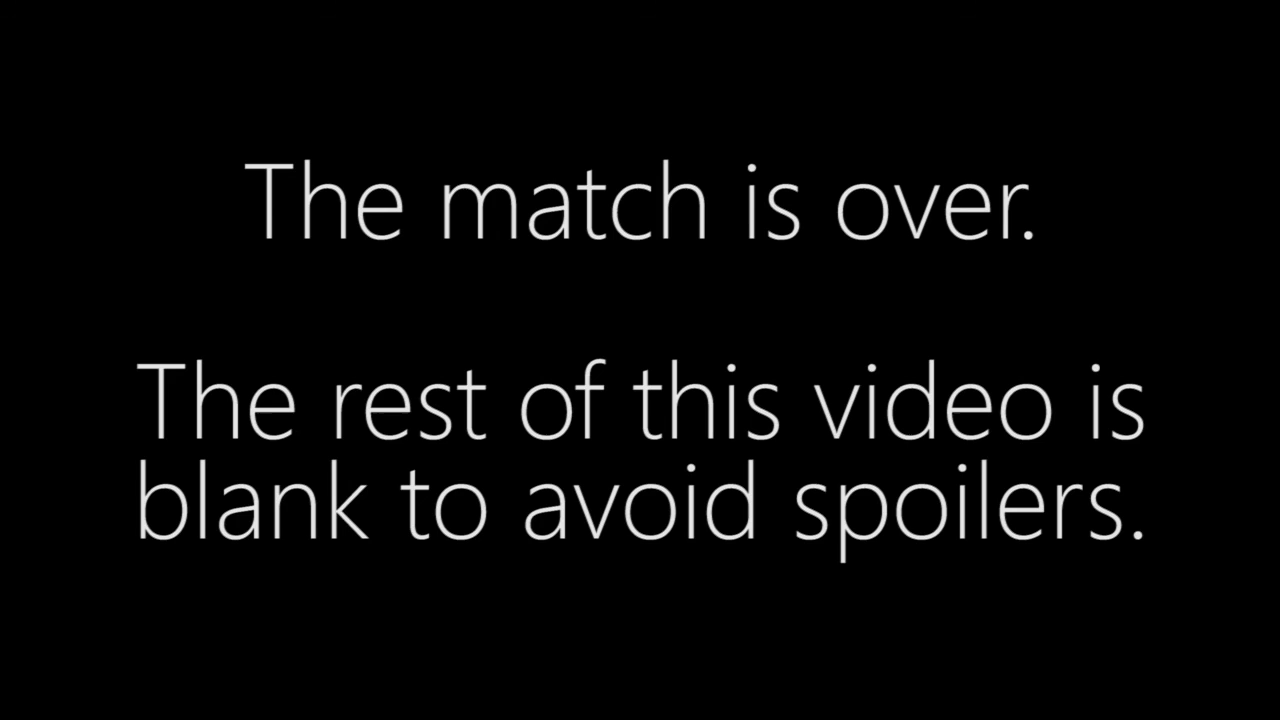 The match is over.
The rest of this video is
blank to avoid spoilers.